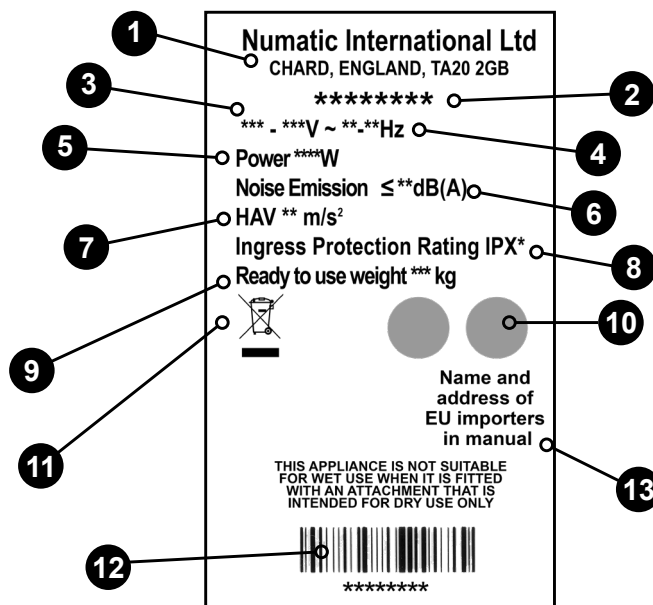 1
Numatic International Ltd
CHARD, ENGLAND, TA20 2GB
3
******** 2
*** - ***V ~ **-**Hz 4
5
Power ****W
Noise Emission ≤ **dB(A) 6
7
HAV ** m/s²
Ingress Protection Rating IPX* 8
Ready to use weight *** kg
9
10
11
Name and
address of
EU importers
in manual
13
THIS APPLIANCE IS NOT SUITABLE
FOR WET USE WHEN IT IS FITTED
WITH AN ATTACHMENT THAT IS
INTENDED FOR DRY USE ONLY
12
********